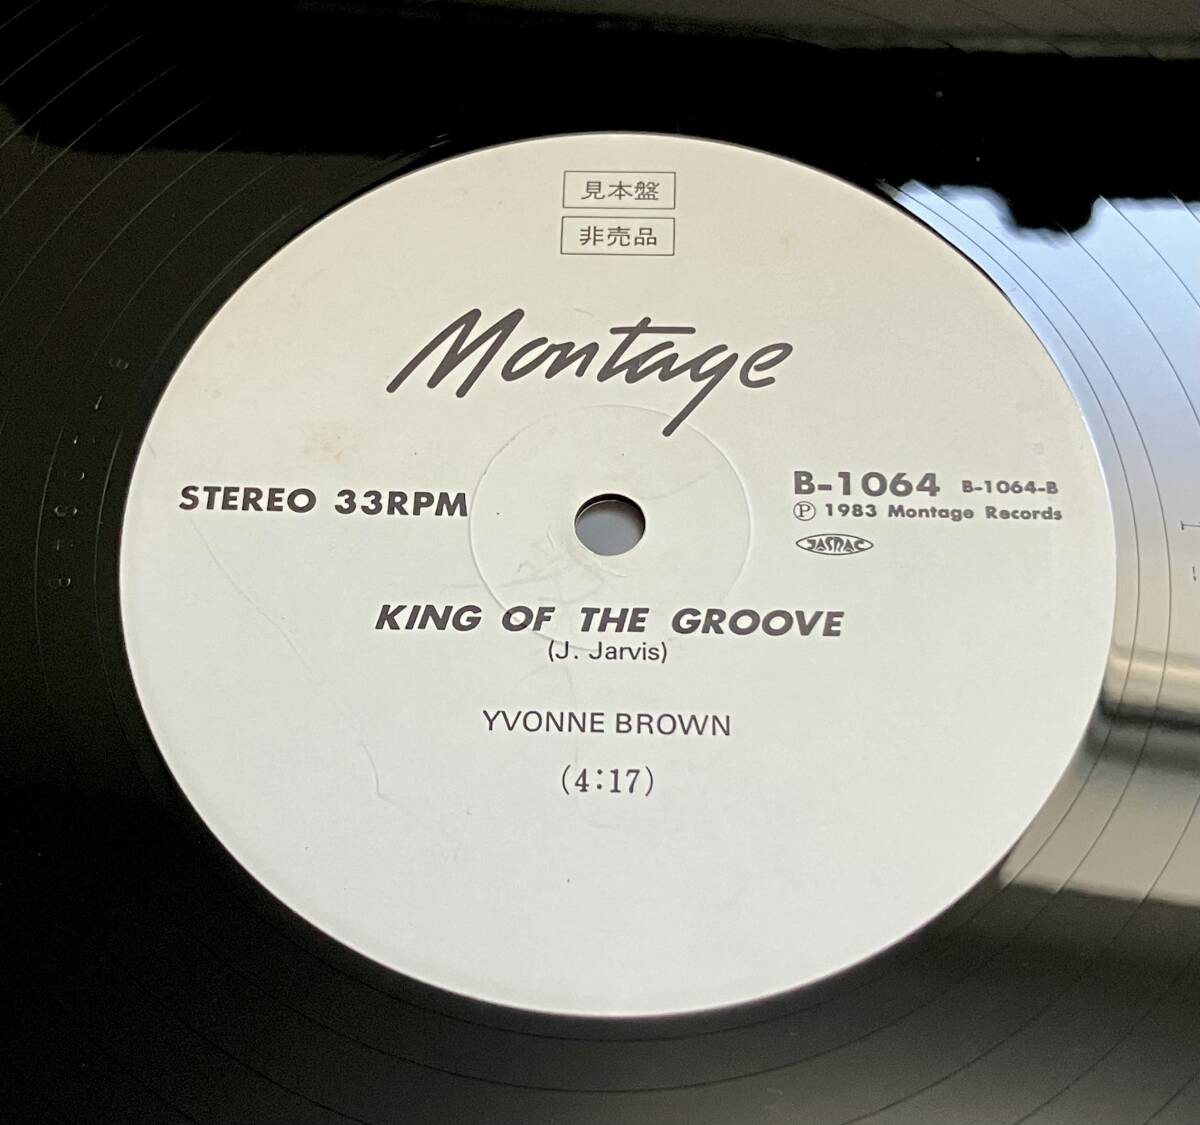 見本盤
非売品
Montage
STEREO 33RPM
B-1064 B-1064-B
Ⓟ 1983 Montage Records
JASRAC
KING OF THE GROOVE
(J. Jarvis)
YVONNE BROWN
(4:17)